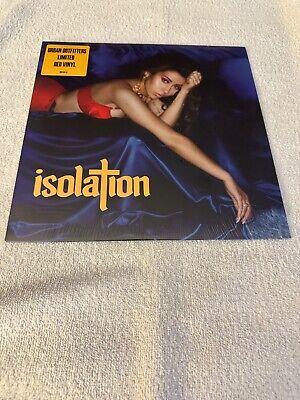 URBAN OUTFITTERS
LIMITED
RED VINYL
isolation